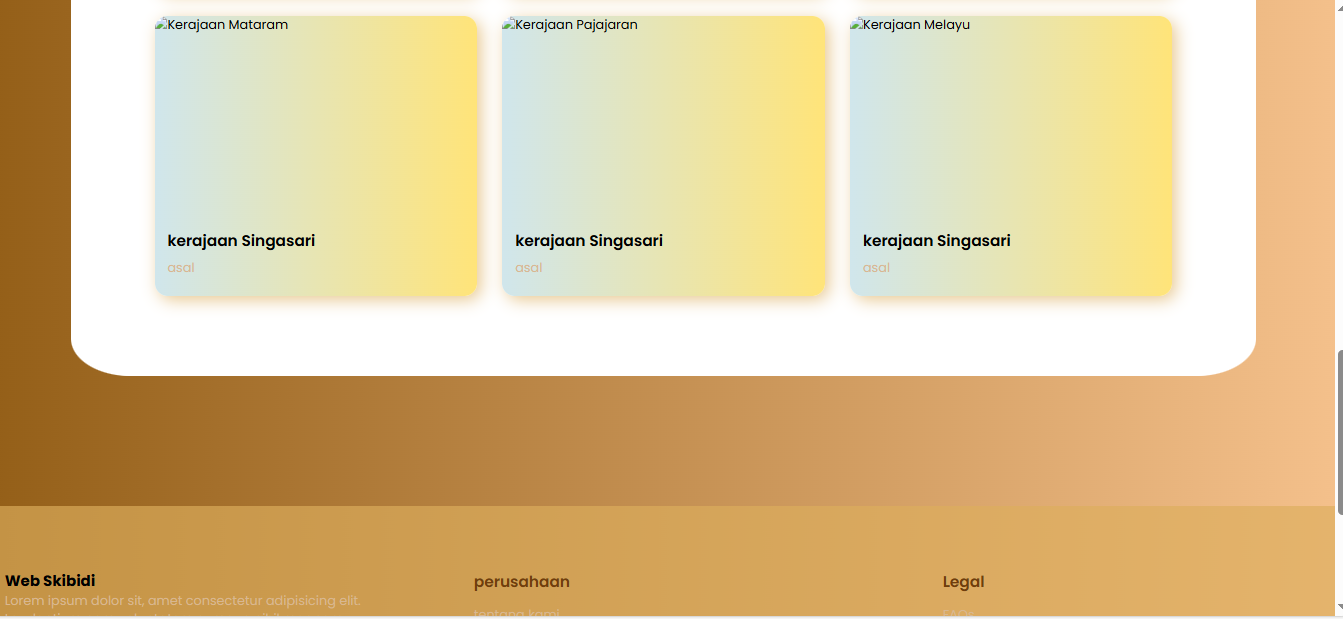 Kerajaan Mataram
Kerajaan Pajajaran
Kerajaan Melayu
kerajaan Singasari
kerajaan Singasari
kerajaan Singasari
asal
asal
asal
Web Skibidi
perusahaan
Legal
Lorem ipsum dolor sit, amet consectetur adipisicing elit.
tentang kami
FAQs